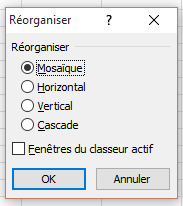 Réorganiser
Réorganiser
Mosaïque
Horizontal
Vertical
Cascade
Fenêtres du classeur actif
OK
Annuler